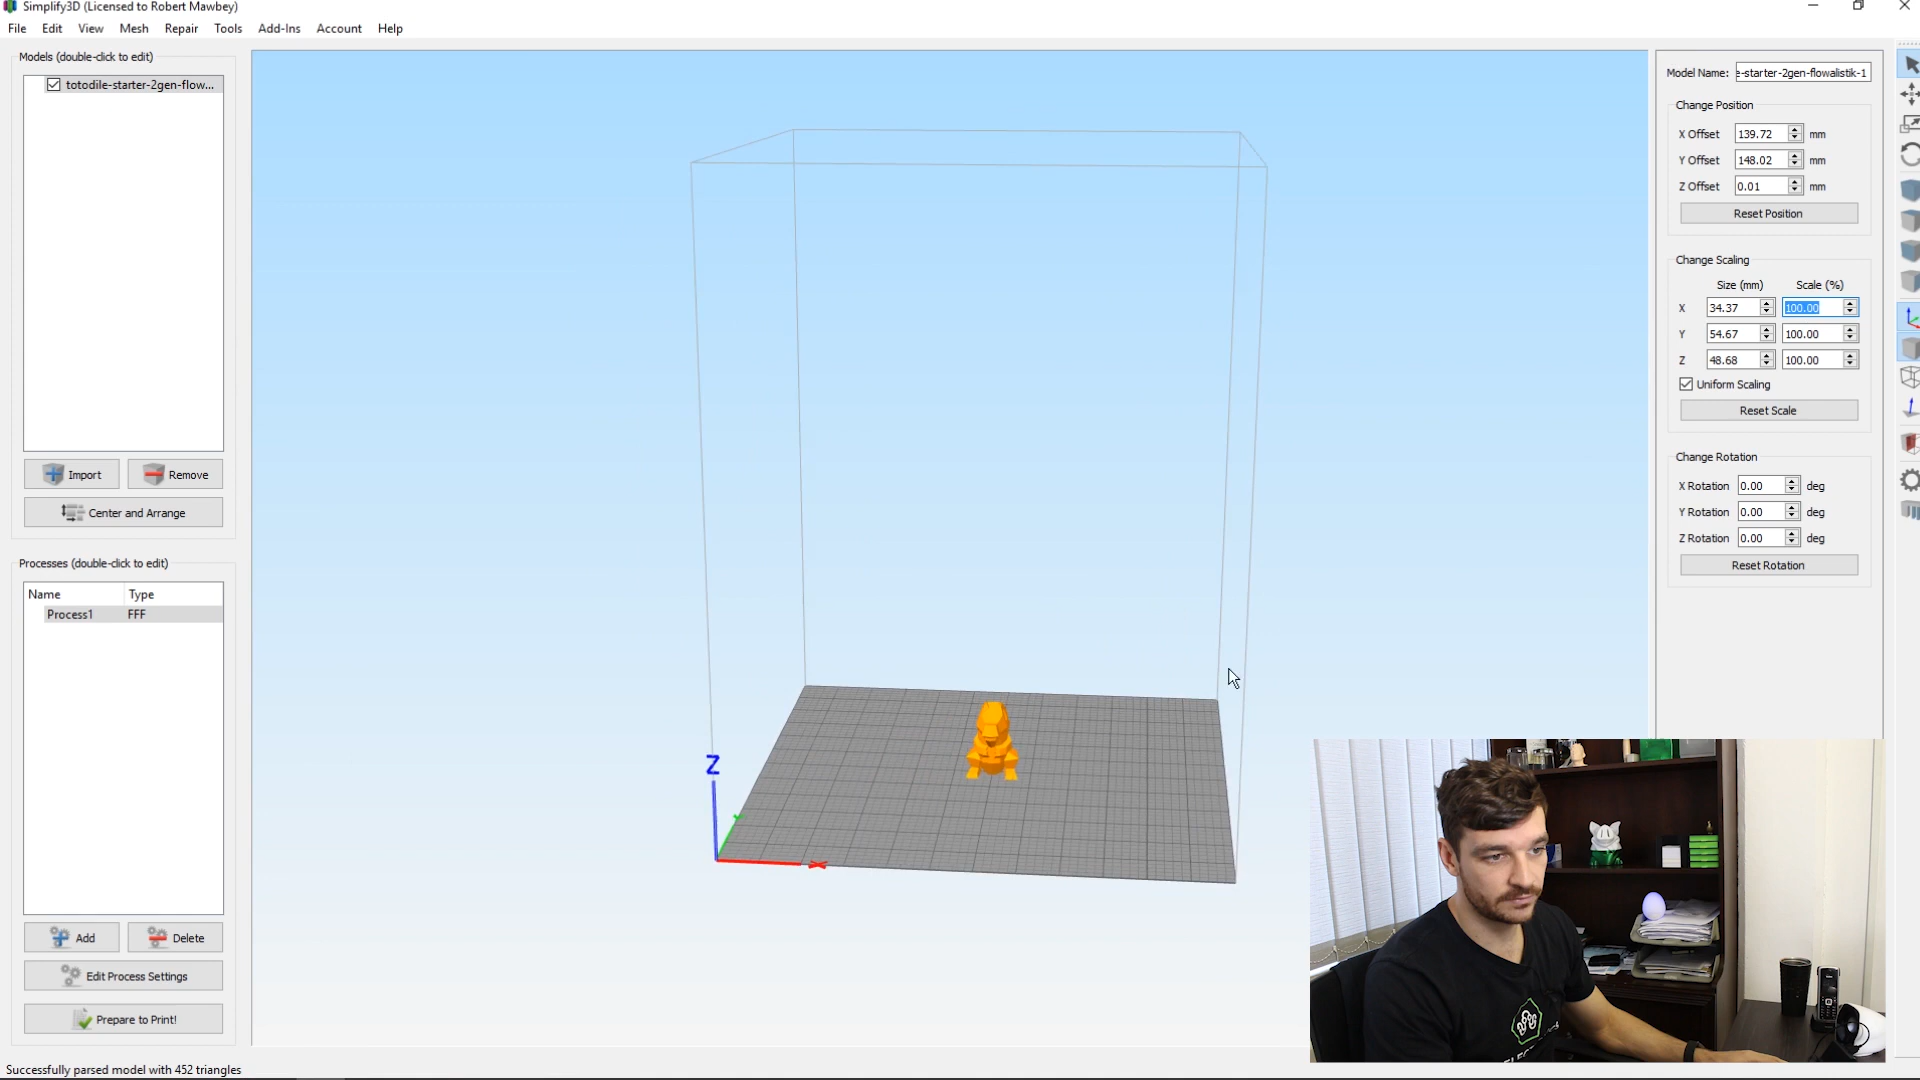 Simplify3D (Licensed to Robert Mawbey)
File Edit View Mesh Repair Tools Add-Ins Account Help
Models (double-click to edit)
totodile-starter-2gen-flow...
Import Remove
Center and Arrange
Processes (double-click to edit)
Name Type
Process1 FFF
Add Delete
Edit Process Settings
Prepare to Print!
Successfully parsed model with 452 triangles
Z
Model Name: e-starter-2gen-flowalistik-1
Change Position
X Offset 139.72 mm
Y Offset 148.02 mm
Z Offset 0.01 mm
Reset Position
Change Scaling
Size (mm) Scale (%)
X 34.37 100.00
Y 54.67 100.00
Z 48.68 100.00
Uniform Scaling
Reset Scale
Change Rotation
X Rotation 0.00 deg
Y Rotation 0.00 deg
Z Rotation 0.00 deg
Reset Rotation